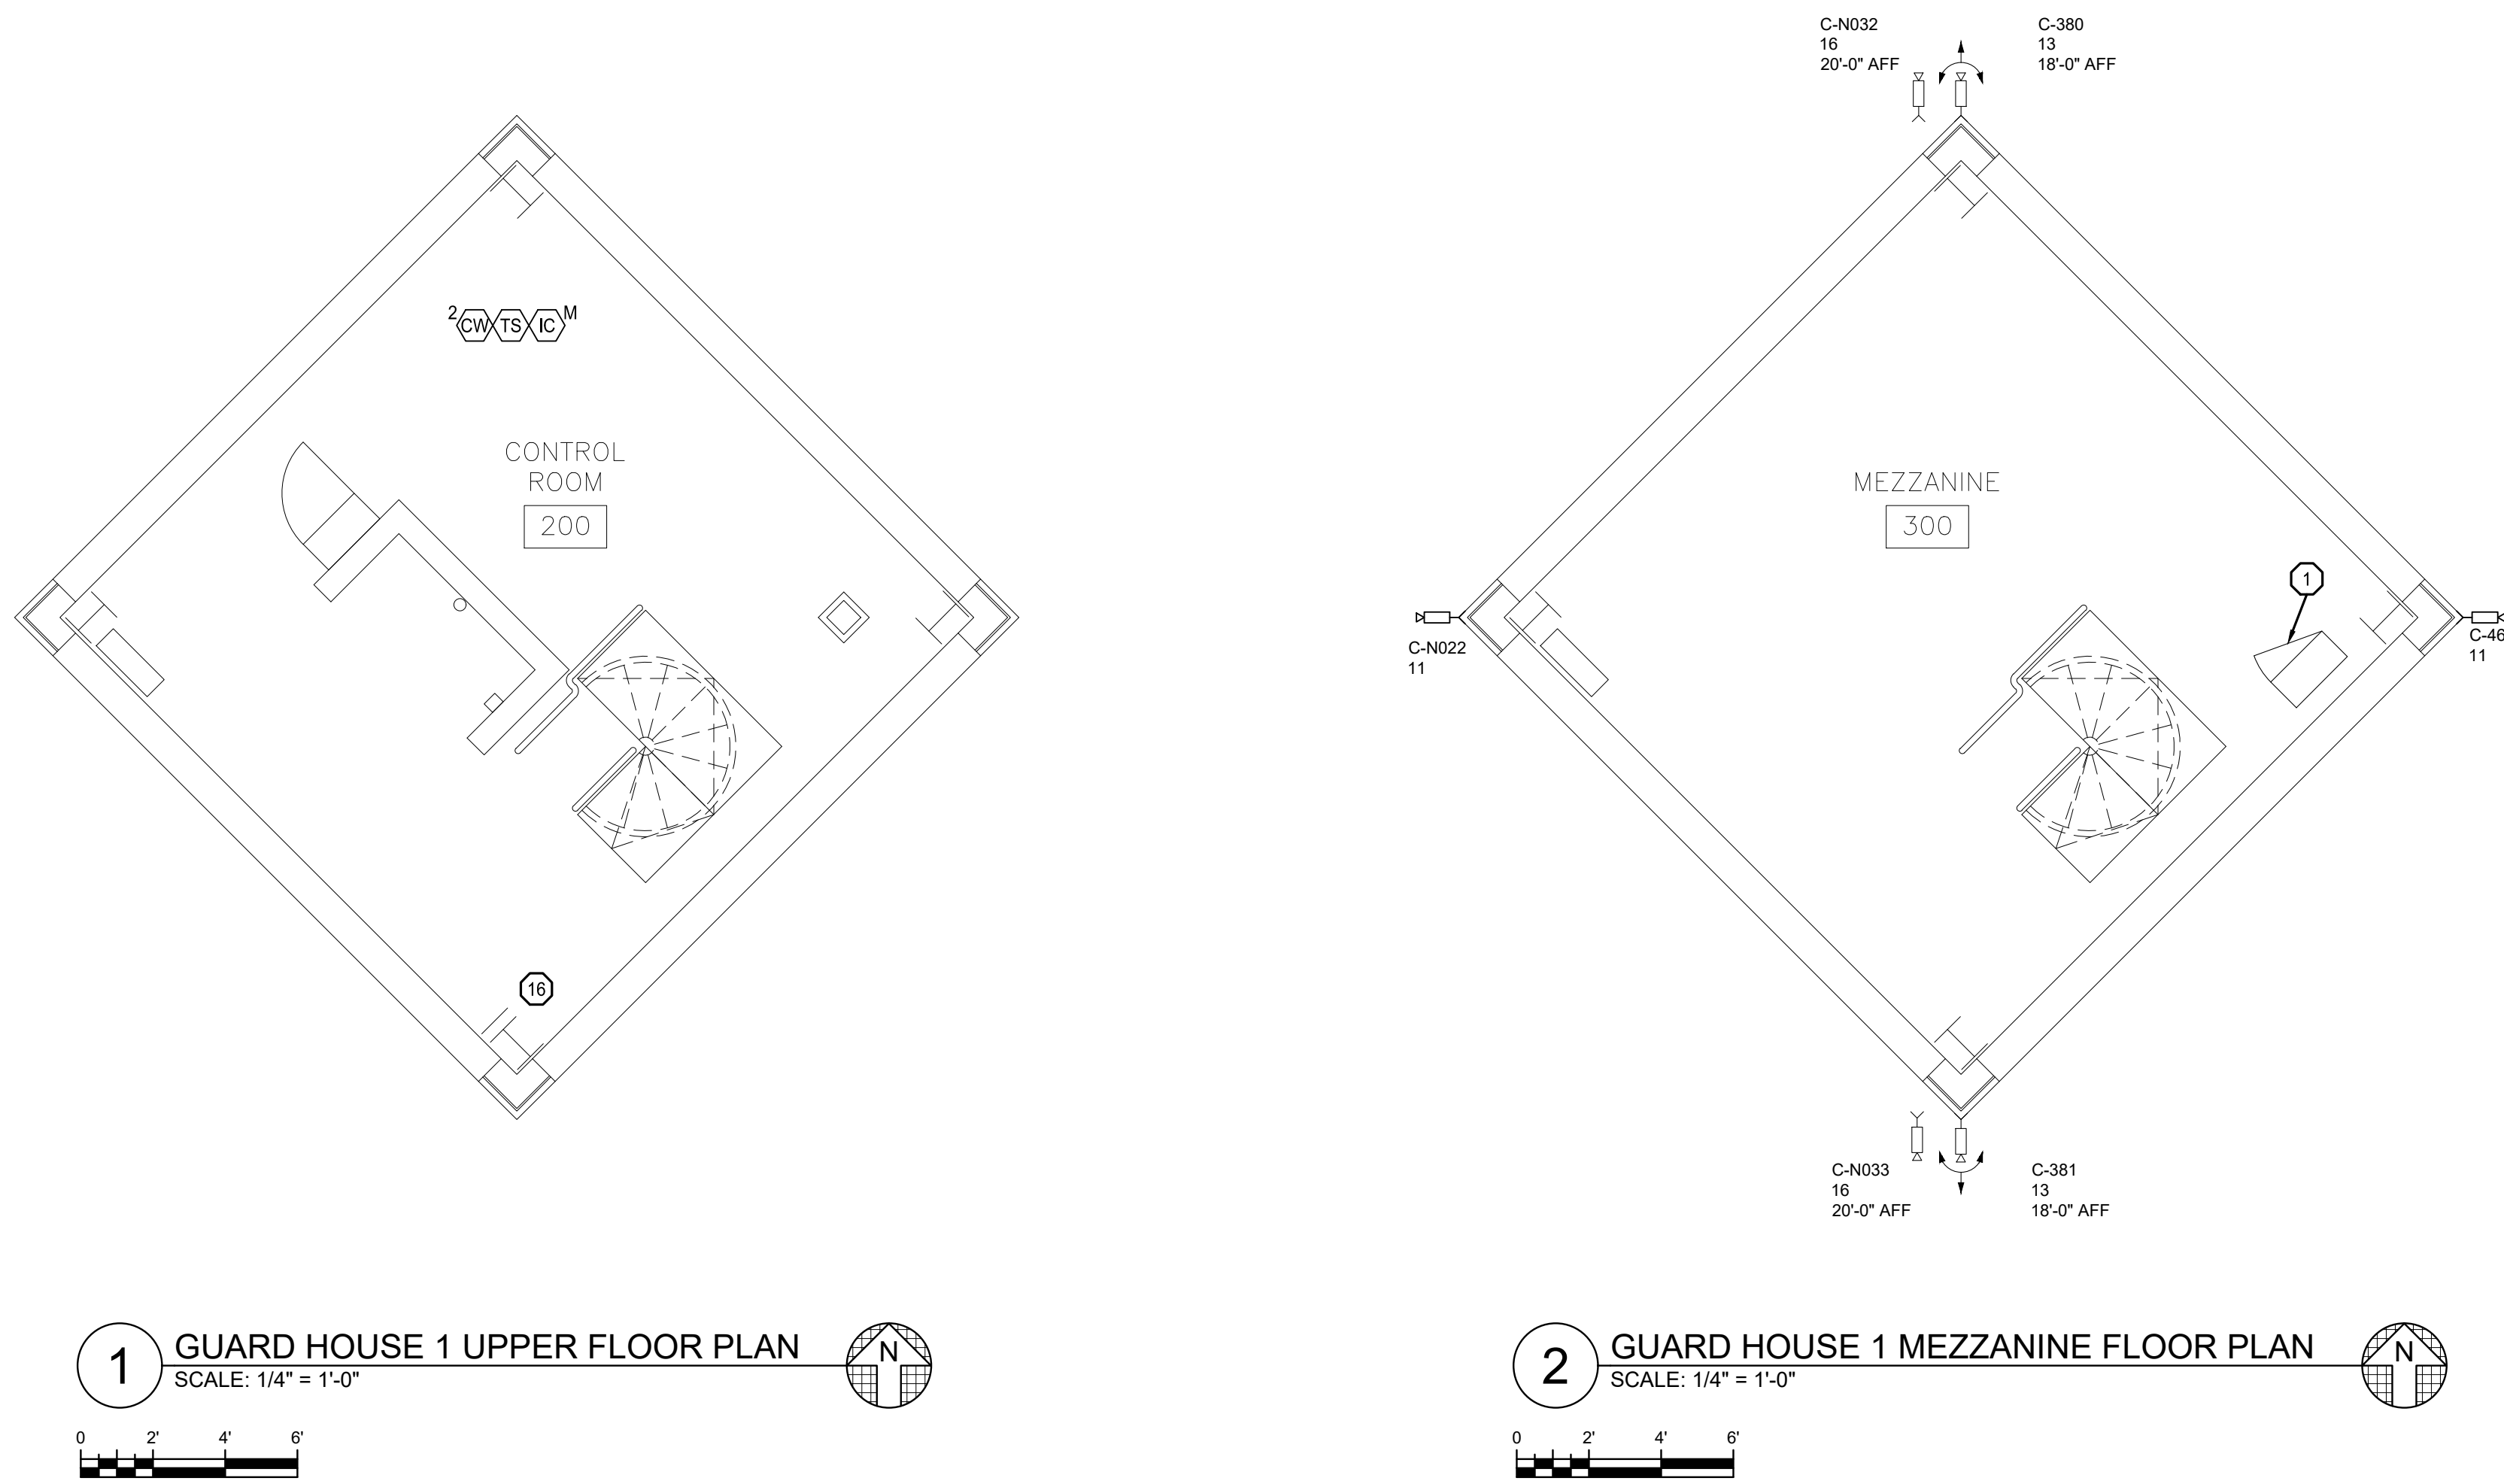 C-N032
16
20'-0" AFF
C-380
13
18'-0" AFF
2 CW TS IC M
CONTROL
ROOM
200
MEZZANINE
300
1
C-N022
11
C-46
11
16
C-N033
16
20'-0" AFF
C-381
13
18'-0" AFF
1 GUARD HOUSE 1 UPPER FLOOR PLAN N
SCALE: 1/4" = 1'-0"
0 2' 4' 6'
2 GUARD HOUSE 1 MEZZANINE FLOOR PLAN N
SCALE: 1/4" = 1'-0"
0 2' 4' 6'